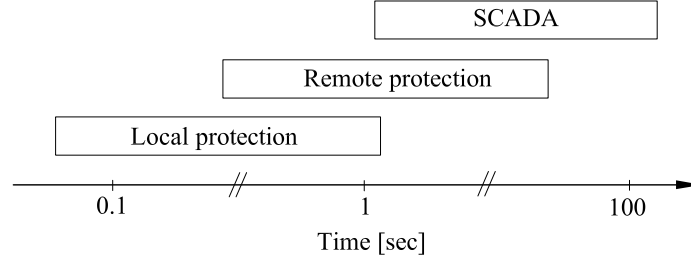 SCADA
Remote protection
Local protection
0.1 1 100
Time [sec]